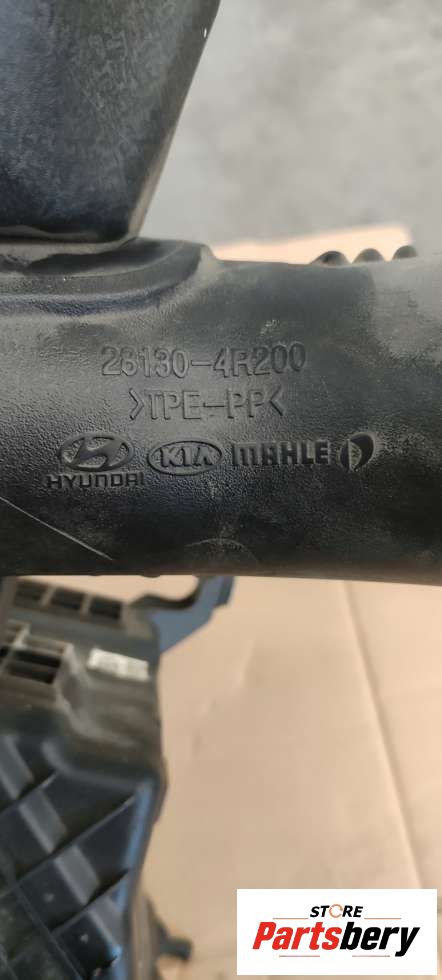 28130-4R200
>TPE-PP<
HYUNDAI KIA MAHLE
STORE
Partsbery